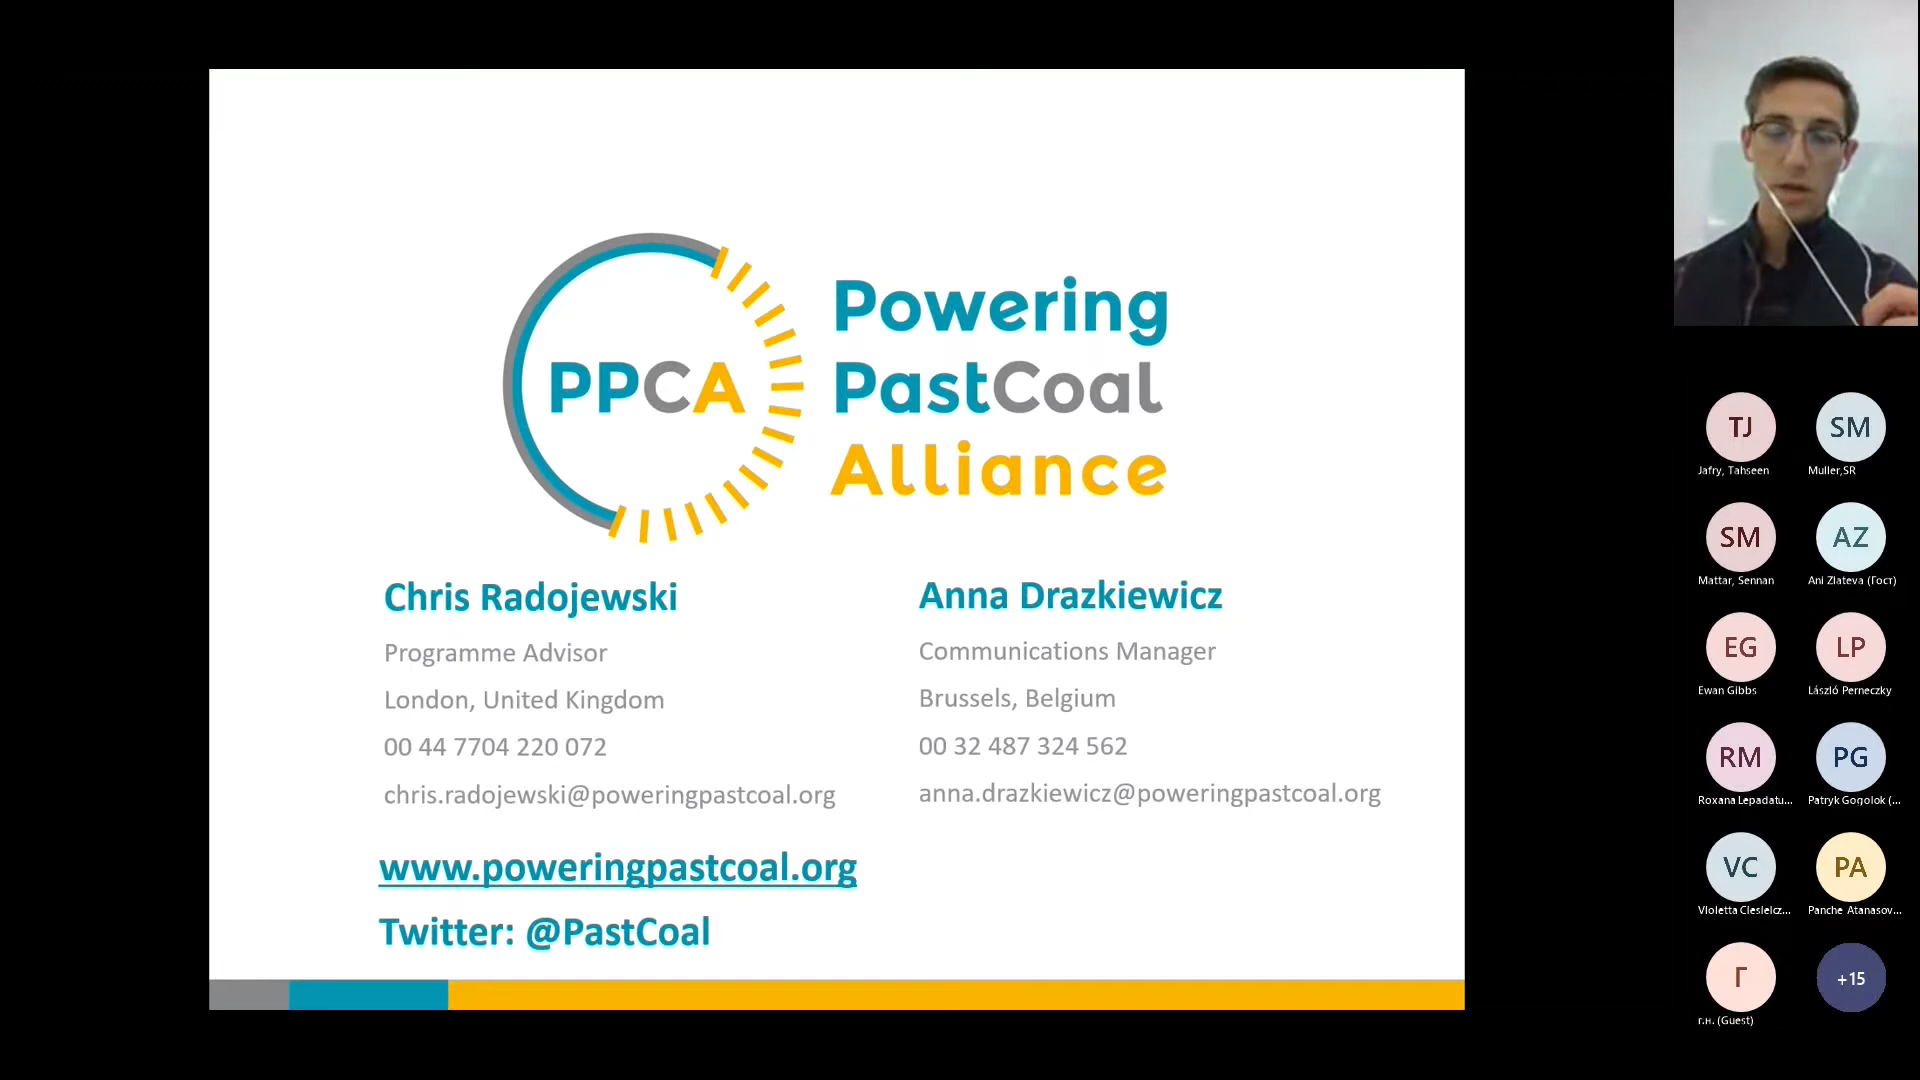 PPCA
Powering
PastCoal
Alliance
Chris Radojewski
Programme Advisor
London, United Kingdom
00 44 7704 220 072
chris.radojewski@poweringpastcoal.org
Anna Drazkiewicz
Communications Manager
Brussels, Belgium
00 32 487 324 562
anna.drazkiewicz@poweringpastcoal.org
www.poweringpastcoal.org
Twitter: @PastCoal
TJ
Jafry, Tahseen
SM
Muller,SR
SM
Mattar, Sennan
AZ
Ani Zlateva (Гост)
EG
Ewan Gibbs
LP
László Perneczky
RM
Roxana Lepadatu...
PG
Patryk Gogolok (...
VC
Violetta Ciesielcz...
PA
Panche Atanasov...
Г
г.н. (Guest)
+15